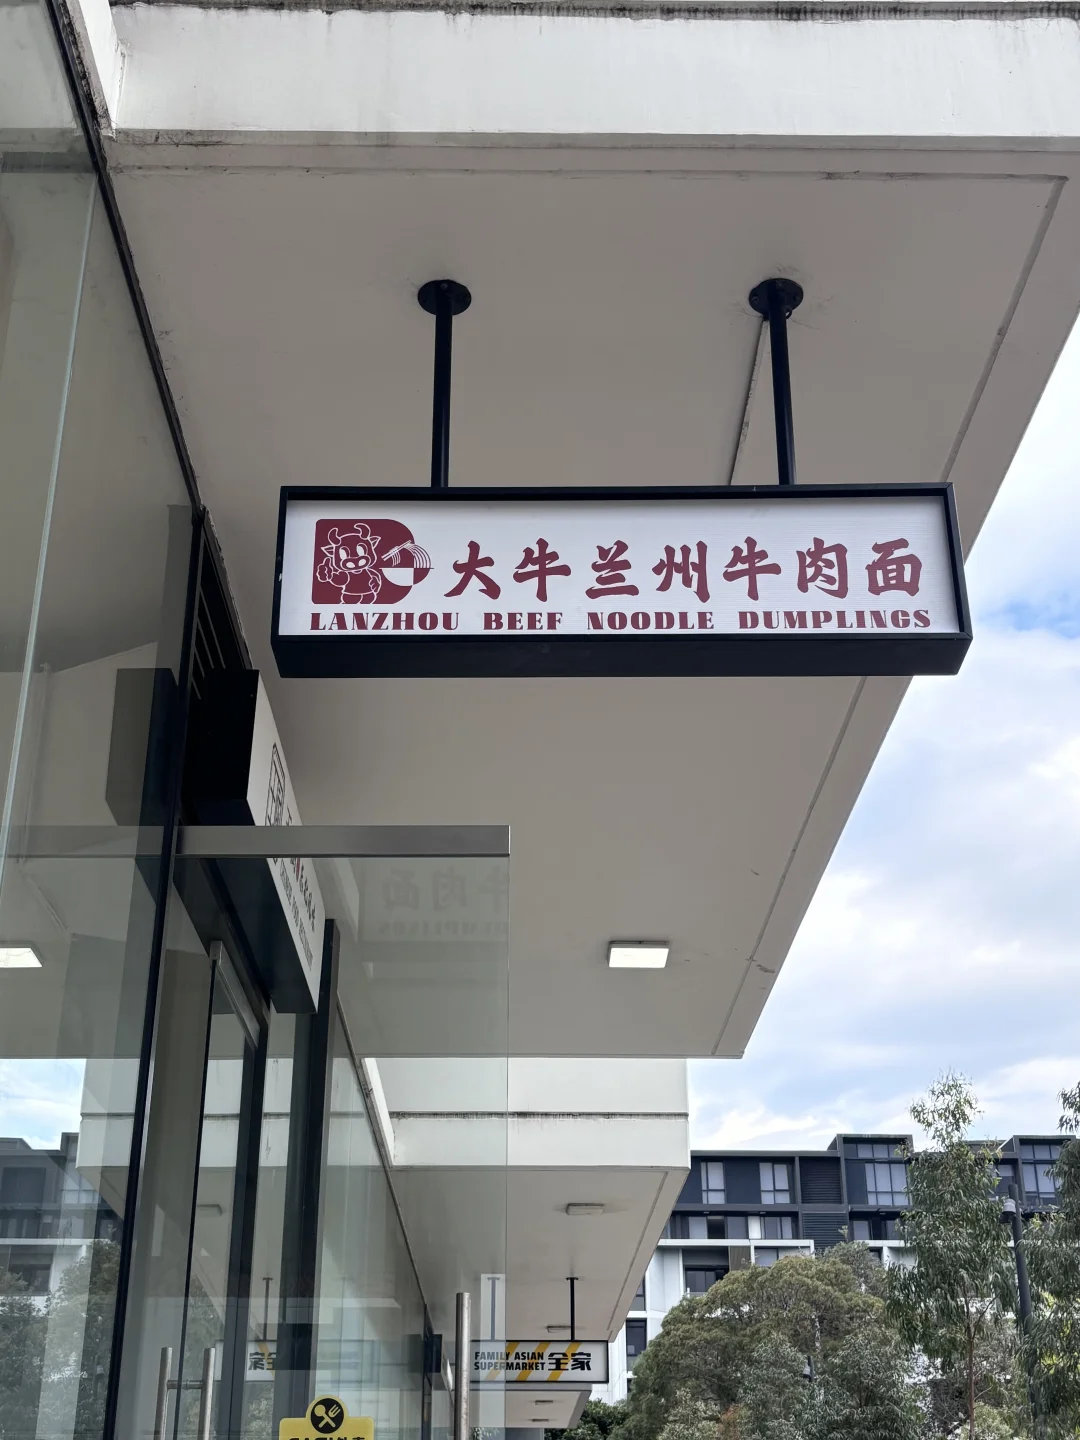 大牛兰州牛肉面
LANZHOU BEEF NOODLE DUMPLINGS
FAMILY ASIAN
SUPERMARKET
全家